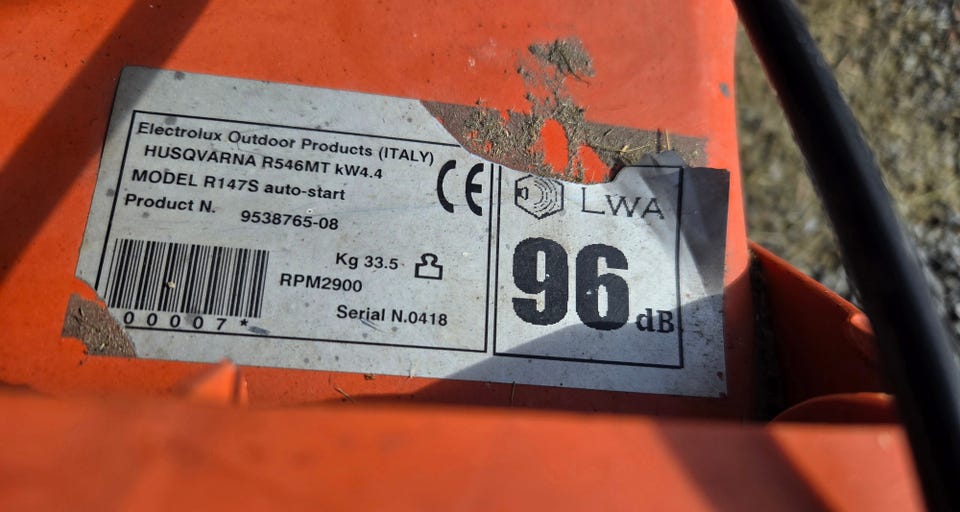 Electrolux Outdoor Products (ITALY)
HUSQVARNA R546MT kW4.4
MODEL R147S auto-start
Product N. 9538765-08
Kg 33.5
RPM2900
Serial N.0418
00007*
CE
LWA
96 dB